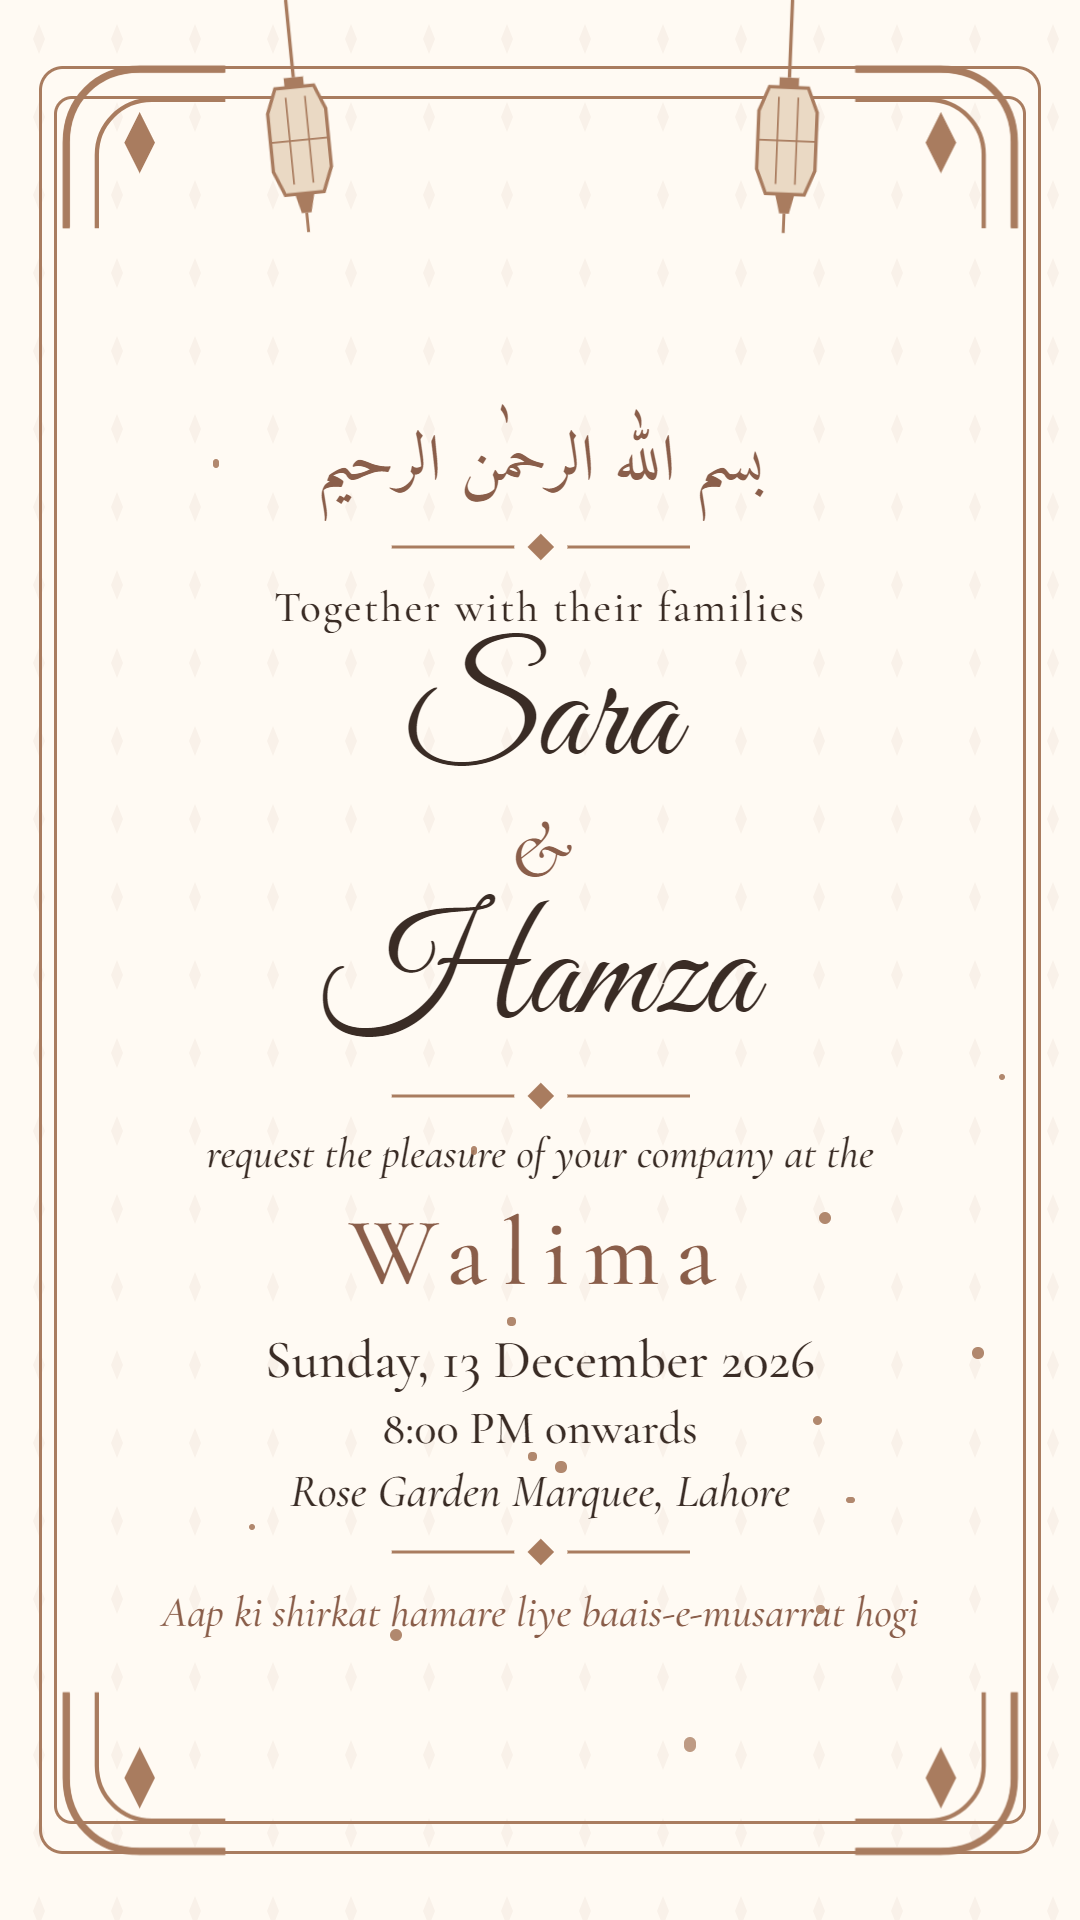 بسم الله الرحمٰن الرحيم
Together with their families
Sara
&
Hamza
request the pleasure of your company at the
Walima
Sunday, 13 December 2026
8:00 PM onwards
Rose Garden Marquee, Lahore
Aap ki shirkat hamare liye baais-e-musarrat hogi